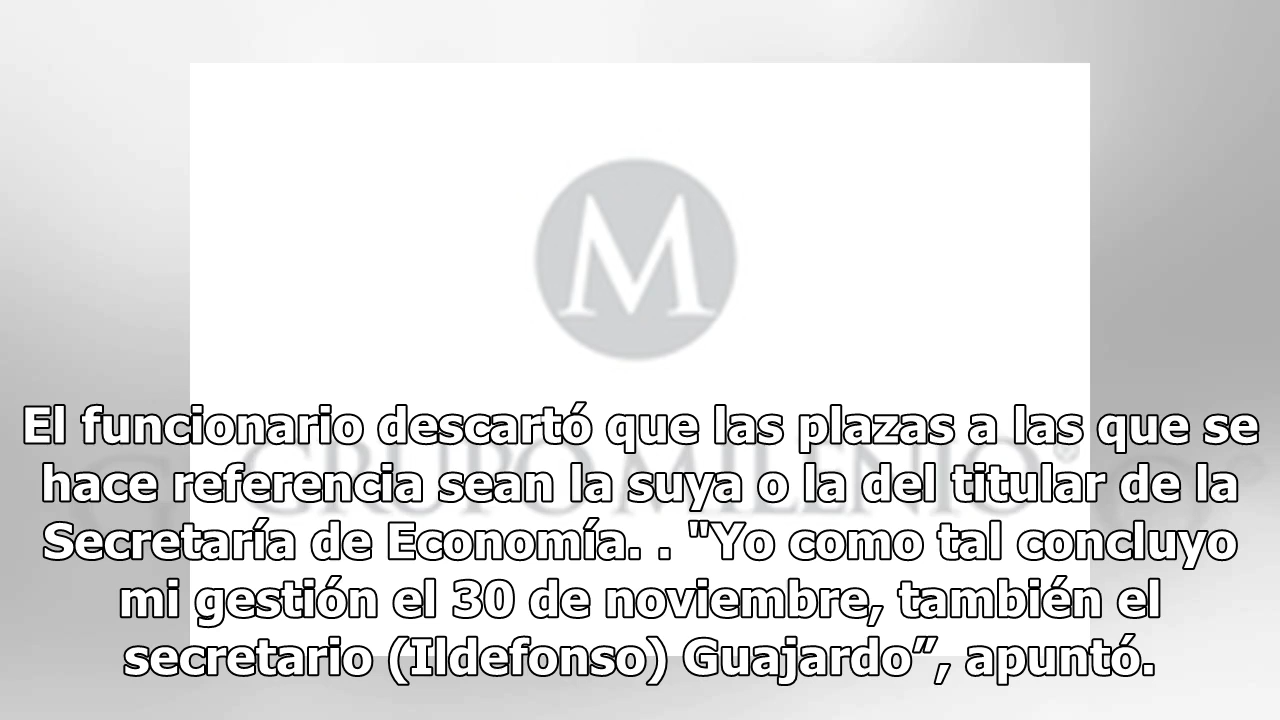 M
GRUPO MILENIO®
El funcionario descartó que las plazas a las que se
hace referencia sean la suya o la del titular de la
Secretaría de Economía. . "Yo como tal concluyo
mi gestión el 30 de noviembre, también el
secretario (Ildefonso) Guajardo”, apuntó.